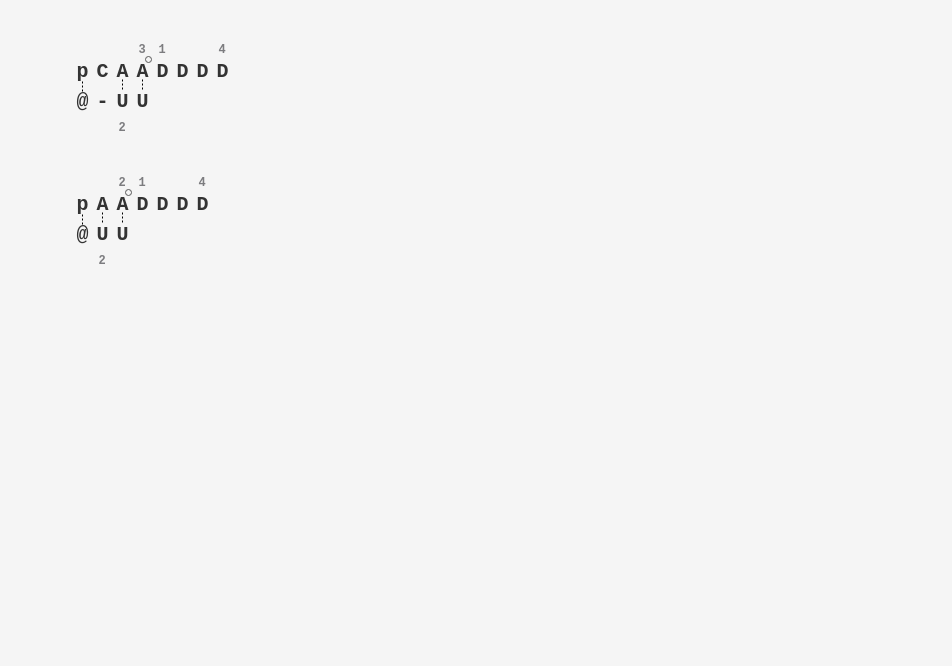 3 1 4
p C A A D D D D
@ - U U
2
2 1 4
p A A D D D D
@ U U
2